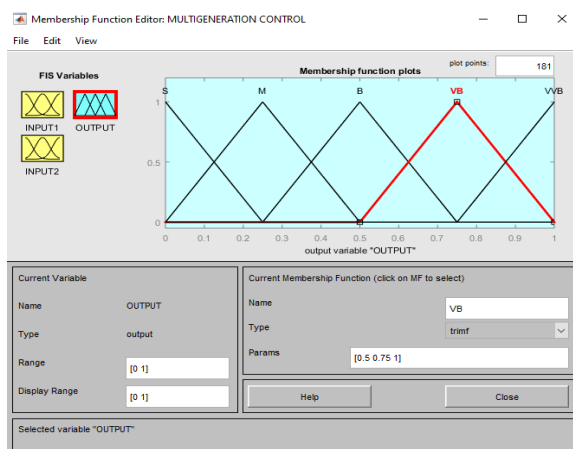 Membership Function Editor: MULTIGENERATION CONTROL
File Edit View
FIS Variables
INPUT1 OUTPUT
INPUT2
Membership function plots
plot points: 181
S M B VB VVB
1
0.5
0
0 0.1 0.2 0.3 0.4 0.5 0.6 0.7 0.8 0.9 1
output variable "OUTPUT"
Current Variable
Name OUTPUT
Type output
Range [0 1]
Display Range [0 1]
Current Membership Function (click on MF to select)
Name VB
Type trimf
Params [0.5 0.75 1]
Help Close
Selected variable "OUTPUT"